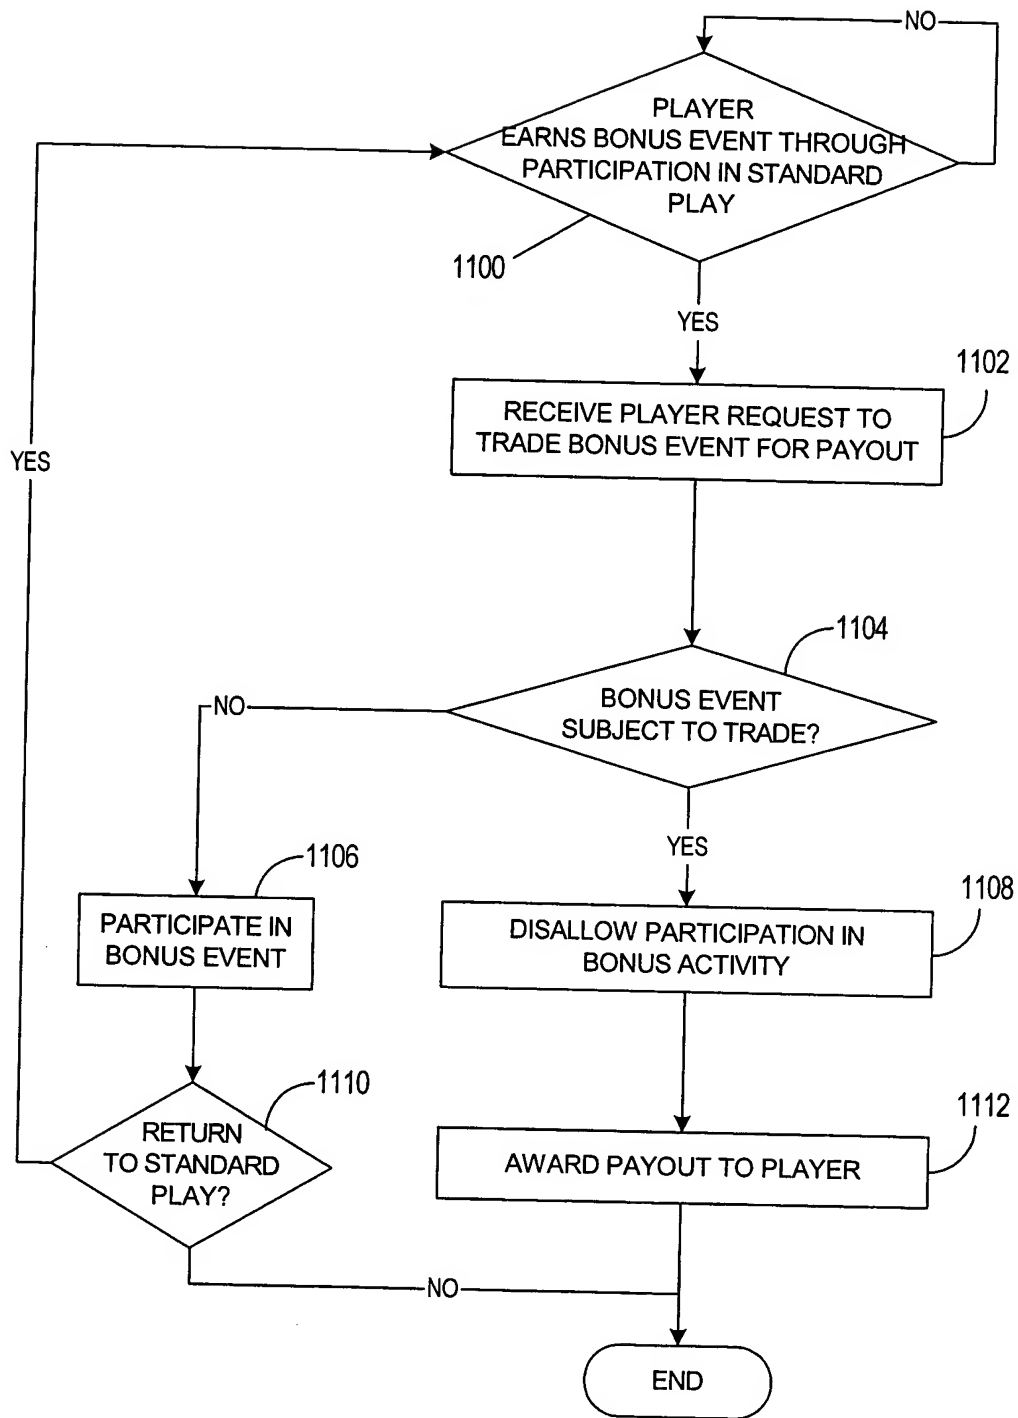 NO
PLAYER
EARNS BONUS EVENT THROUGH
PARTICIPATION IN STANDARD
PLAY
1100
YES
1102
RECEIVE PLAYER REQUEST TO
TRADE BONUS EVENT FOR PAYOUT
YES
1104
BONUS EVENT
SUBJECT TO TRADE?
NO
YES
1106
PARTICIPATE IN
BONUS EVENT
1108
DISALLOW PARTICIPATION IN
BONUS ACTIVITY
1110
RETURN
TO STANDARD
PLAY?
1112
AWARD PAYOUT TO PLAYER
NO
END